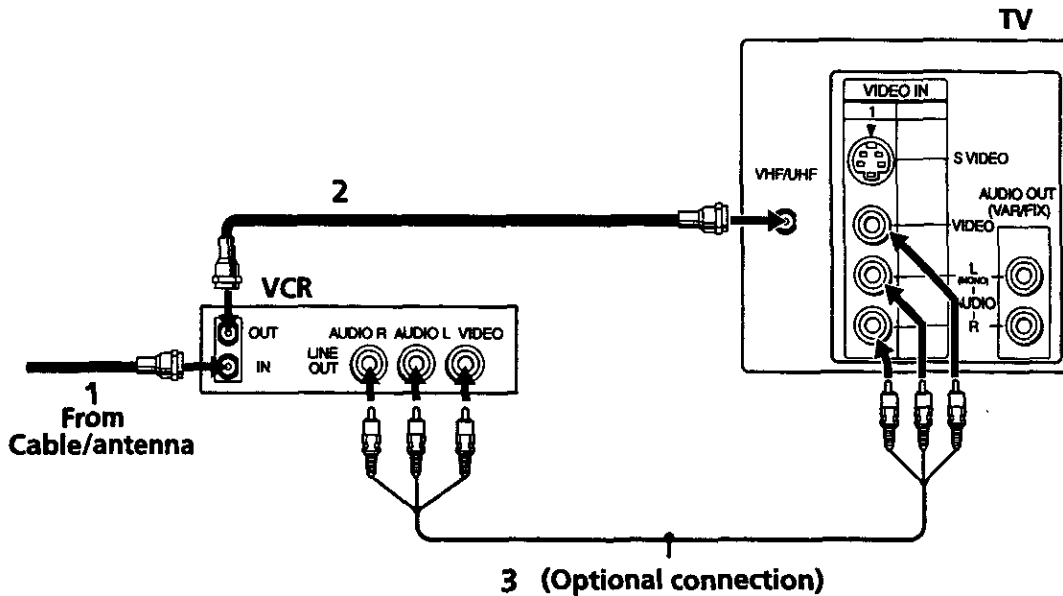 TV
VIDEO IN
1
S VIDEO
VHF/UHF
AUDIO OUT
(VAR/FIX)
VIDEO
L
(MONO)
AUDIO
R
2
VCR
OUT
IN
AUDIO R AUDIO L VIDEO
LINE
OUT
1
From
Cable/antenna
3 (Optional connection)